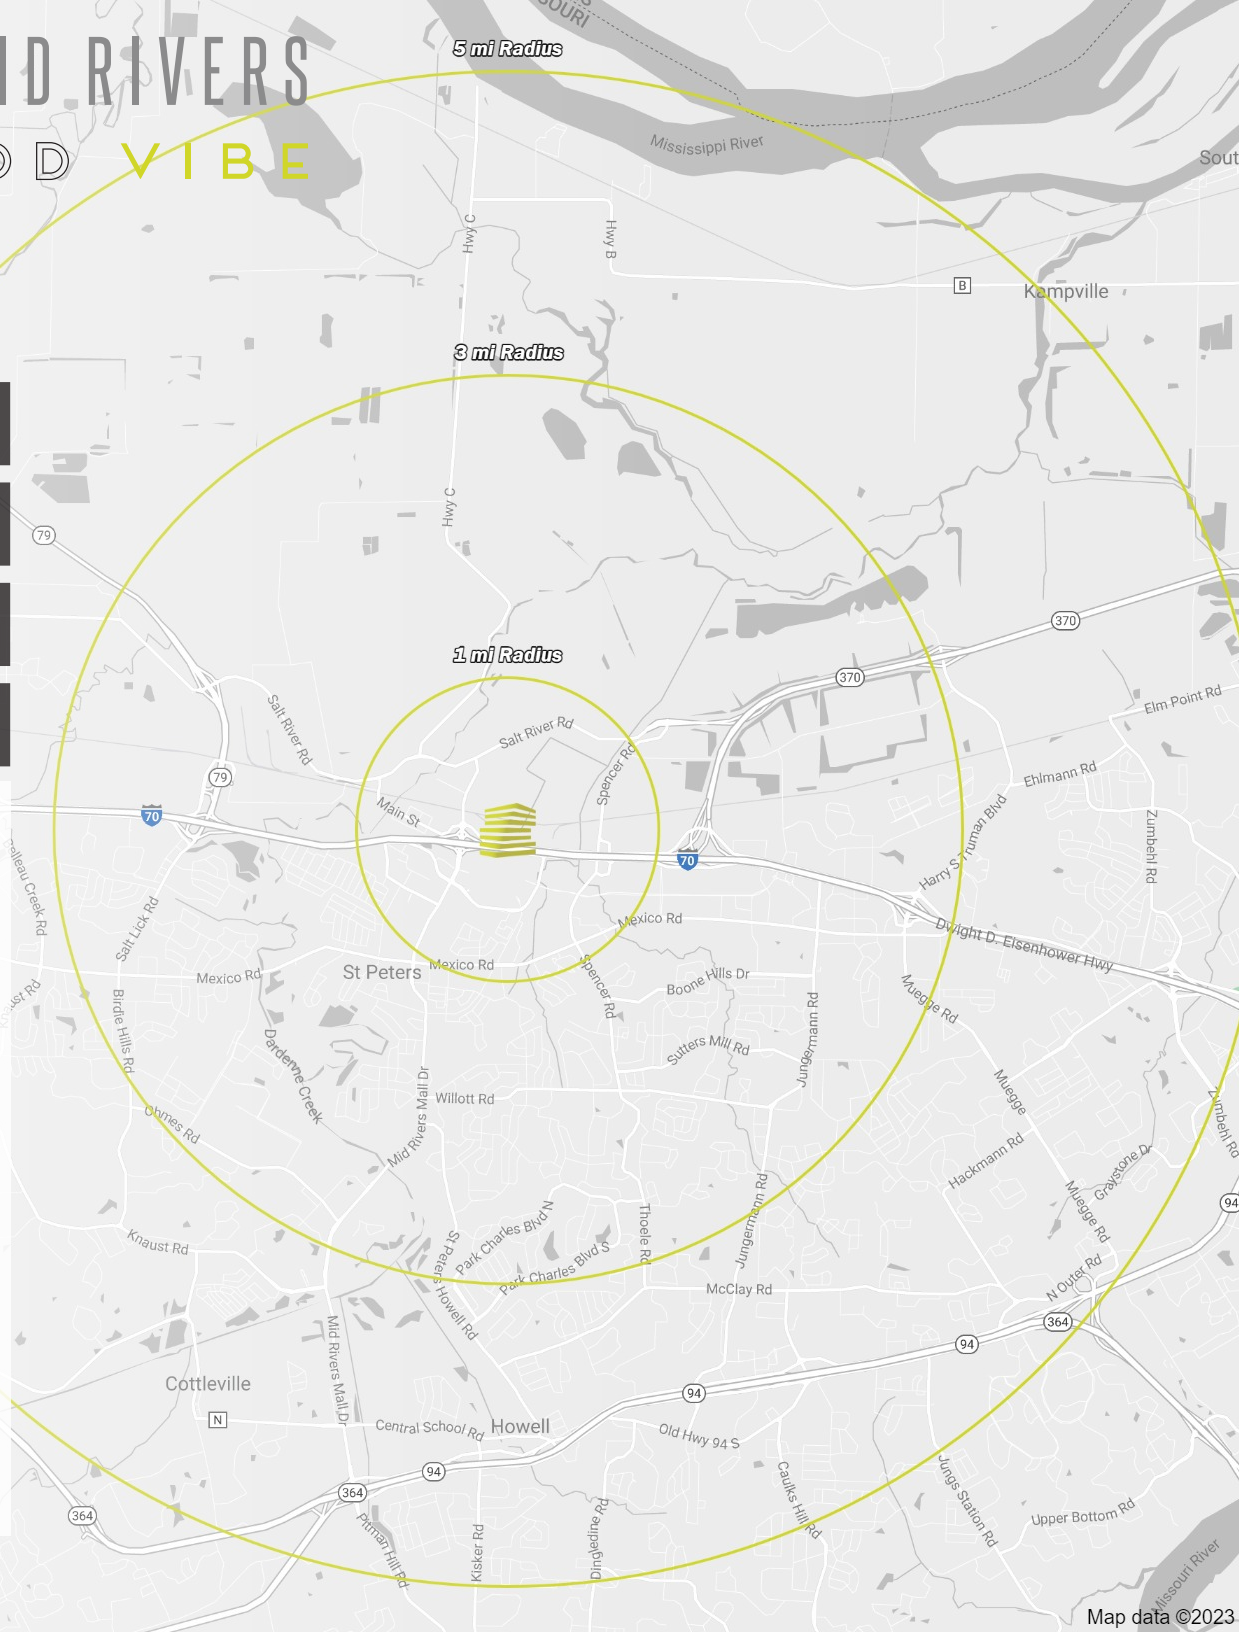 OURI
5 mi Radius
ID RIVERS
Mississippi River
OD VIBE
Sout
Hwy C
Hwy B
B
Kampville
3 mi Radius
Hwy C
79
370
1 mi Radius
370
Elm Point Rd
Salt River Rd
Salt River Rd
Spencer Rd
Ehlmann Rd
79
70
Main St
Harry S Truman Blvd
Zumbehl Rd
70
elleau Creek Rd
Salt Lick Rd
Mexico Rd
Dwight D. Eisenhower Hwy
St Peters
Mexico Rd
Mexico Rd
Spencer Rd
Boone Hills Dr
Muegge Rd
Birdie Hills Rd
Dardenne Creek
Sutters Mill Rd
Jungermann Rd
Willott Rd
Mid Rivers Mall Dr
Muegge
Zumbehl Rd
Ohmes Rd
Hackmann Rd
Graystone Dr
Muegge Rd
94
Knaust Rd
St Peters Howell Rd
Park Charles Blvd N
Park Charles Blvd S
Thoele Rd
Jungermann Rd
McClay Rd
N Outer Rd
364
94
Mid Rivers Mall Dr
Cottleville
94
N
Central School Rd
Howell
Old Hwy 94 S
94
364
364
Pitman Hill Rd
Kisker Rd
Dingledine Rd
Caulks Hill Rd
Jungs Station Rd
Upper Bottom Rd
Missouri River
Map data ©2023